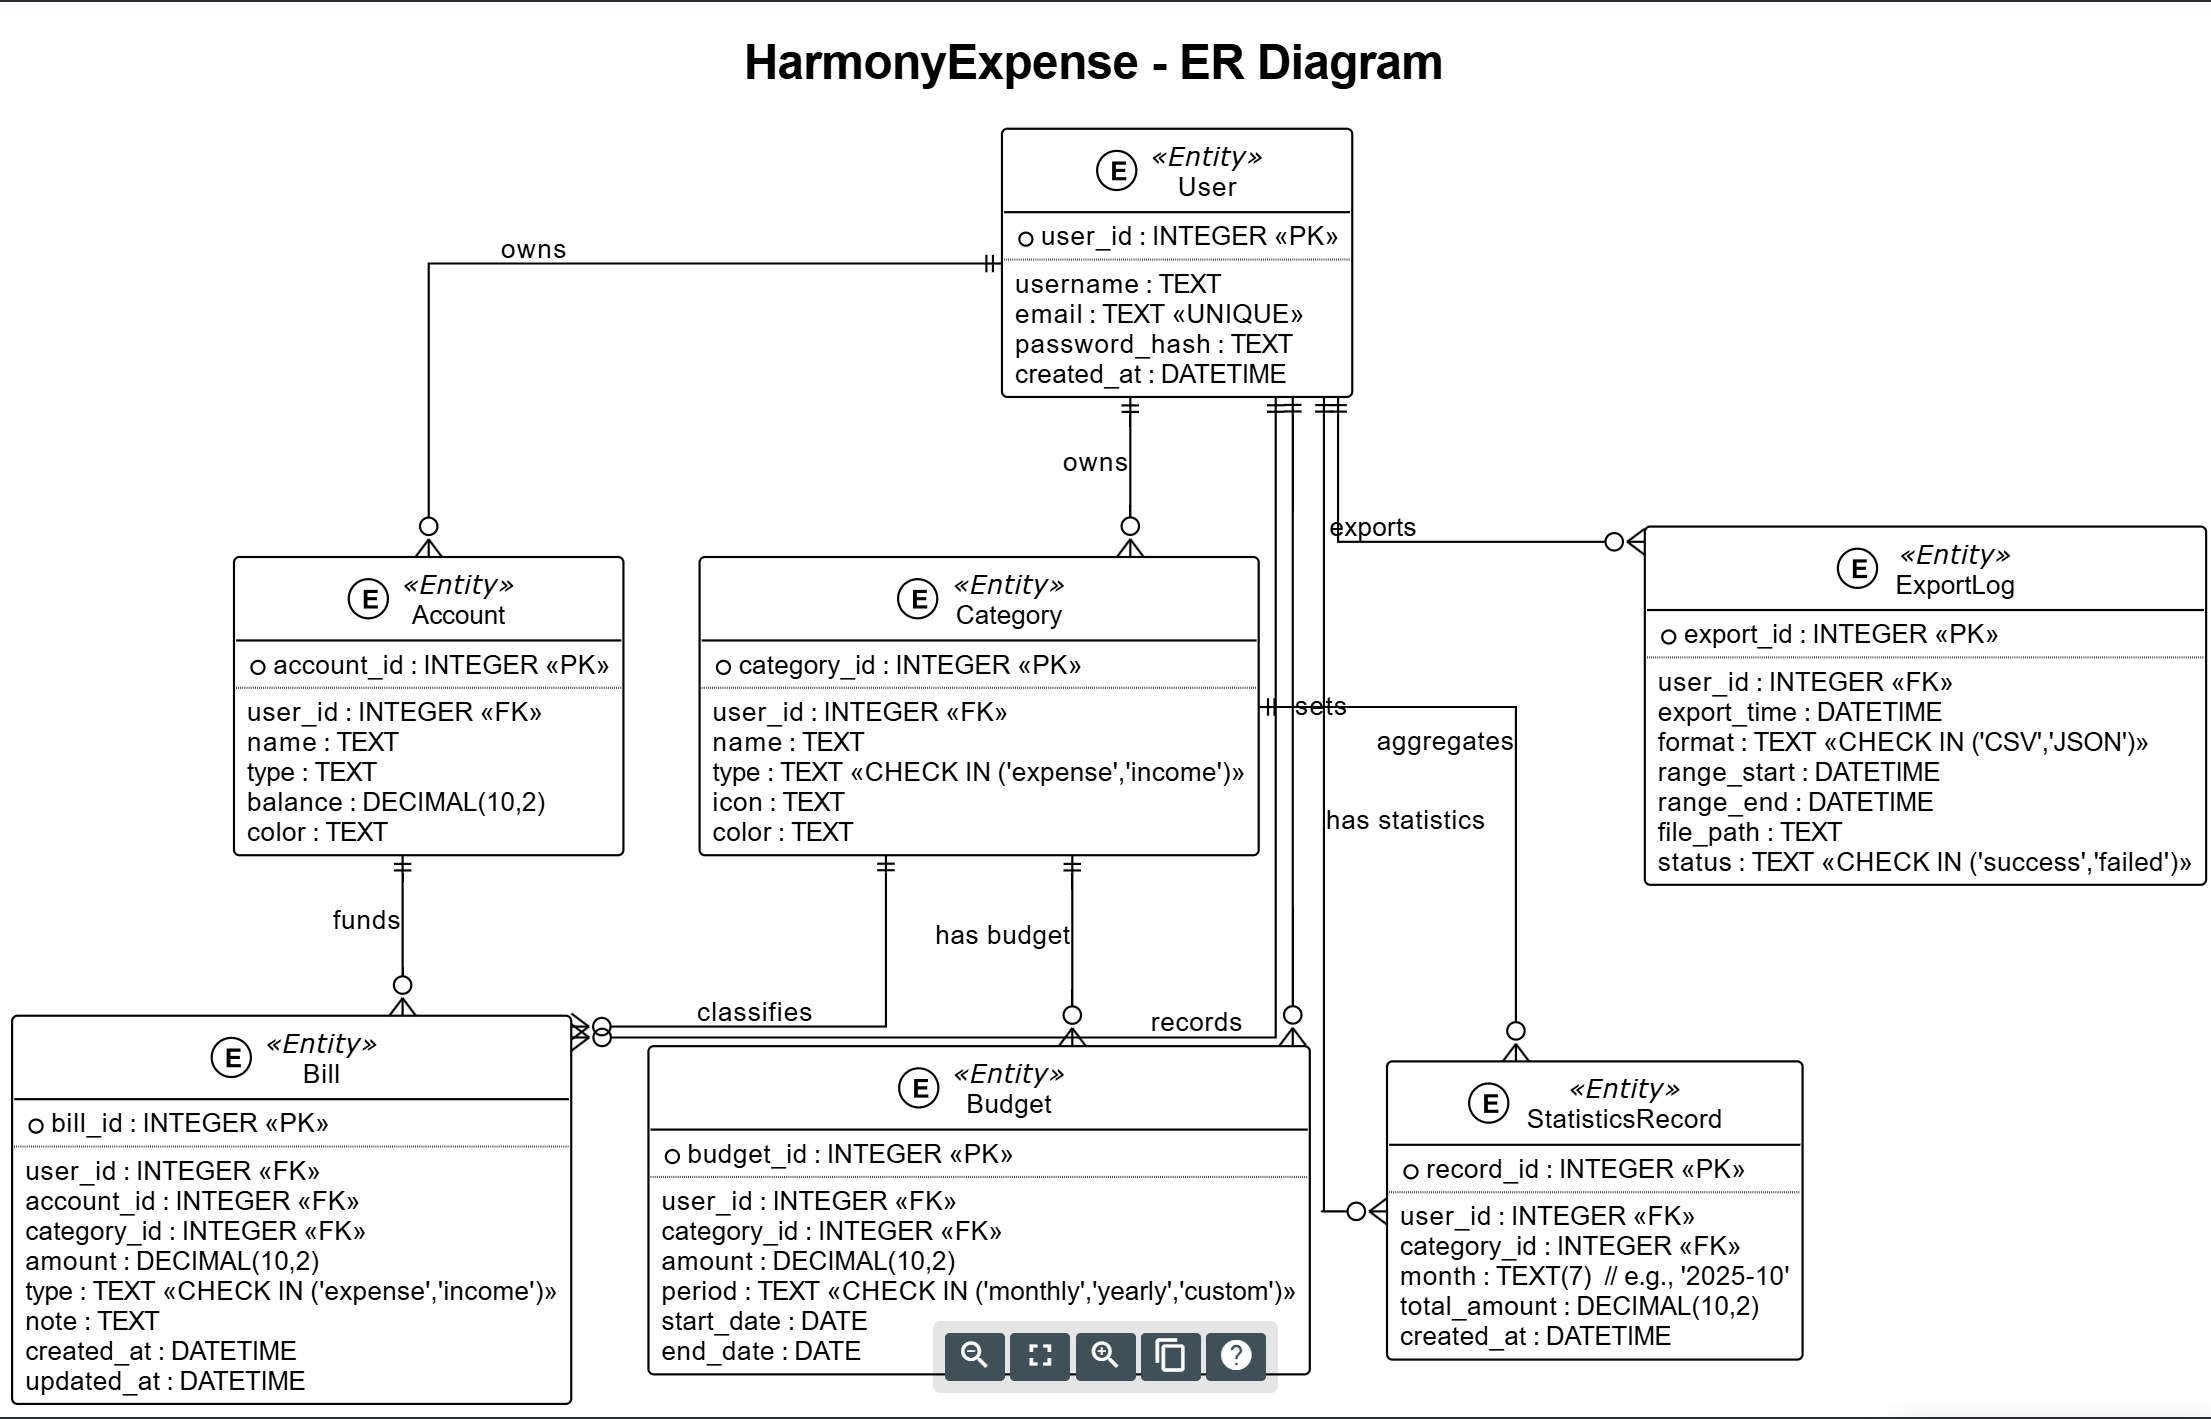 HarmonyExpense - ER Diagram
E
«Entity»
User
user_id : INTEGER «PK»
username : TEXT
email : TEXT «UNIQUE»
password_hash : TEXT
created_at : DATETIME
owns
owns
exports
E
«Entity»
Account
account_id : INTEGER «PK»
user_id : INTEGER «FK»
name : TEXT
type : TEXT
balance : DECIMAL(10,2)
color : TEXT
E
«Entity»
Category
category_id : INTEGER «PK»
user_id : INTEGER «FK»
name : TEXT
type : TEXT «CHECK IN ('expense','income')»
icon : TEXT
color : TEXT
sets
aggregates
has statistics
E
«Entity»
ExportLog
export_id : INTEGER «PK»
user_id : INTEGER «FK»
export_time : DATETIME
format : TEXT «CHECK IN ('CSV','JSON')»
range_start : DATETIME
range_end : DATETIME
file_path : TEXT
status : TEXT «CHECK IN ('success','failed')»
funds
has budget
classifies
records
E
«Entity»
Bill
bill_id : INTEGER «PK»
user_id : INTEGER «FK»
account_id : INTEGER «FK»
category_id : INTEGER «FK»
amount : DECIMAL(10,2)
type : TEXT «CHECK IN ('expense','income')»
note : TEXT
created_at : DATETIME
updated_at : DATETIME
E
«Entity»
Budget
budget_id : INTEGER «PK»
user_id : INTEGER «FK»
category_id : INTEGER «FK»
amount : DECIMAL(10,2)
period : TEXT «CHECK IN ('monthly','yearly','custom')»
start_date : DATE
end_date : DATE
E
«Entity»
StatisticsRecord
record_id : INTEGER «PK»
user_id : INTEGER «FK»
category_id : INTEGER «FK»
month : TEXT(7)  // e.g., '2025-10'
total_amount : DECIMAL(10,2)
created_at : DATETIME